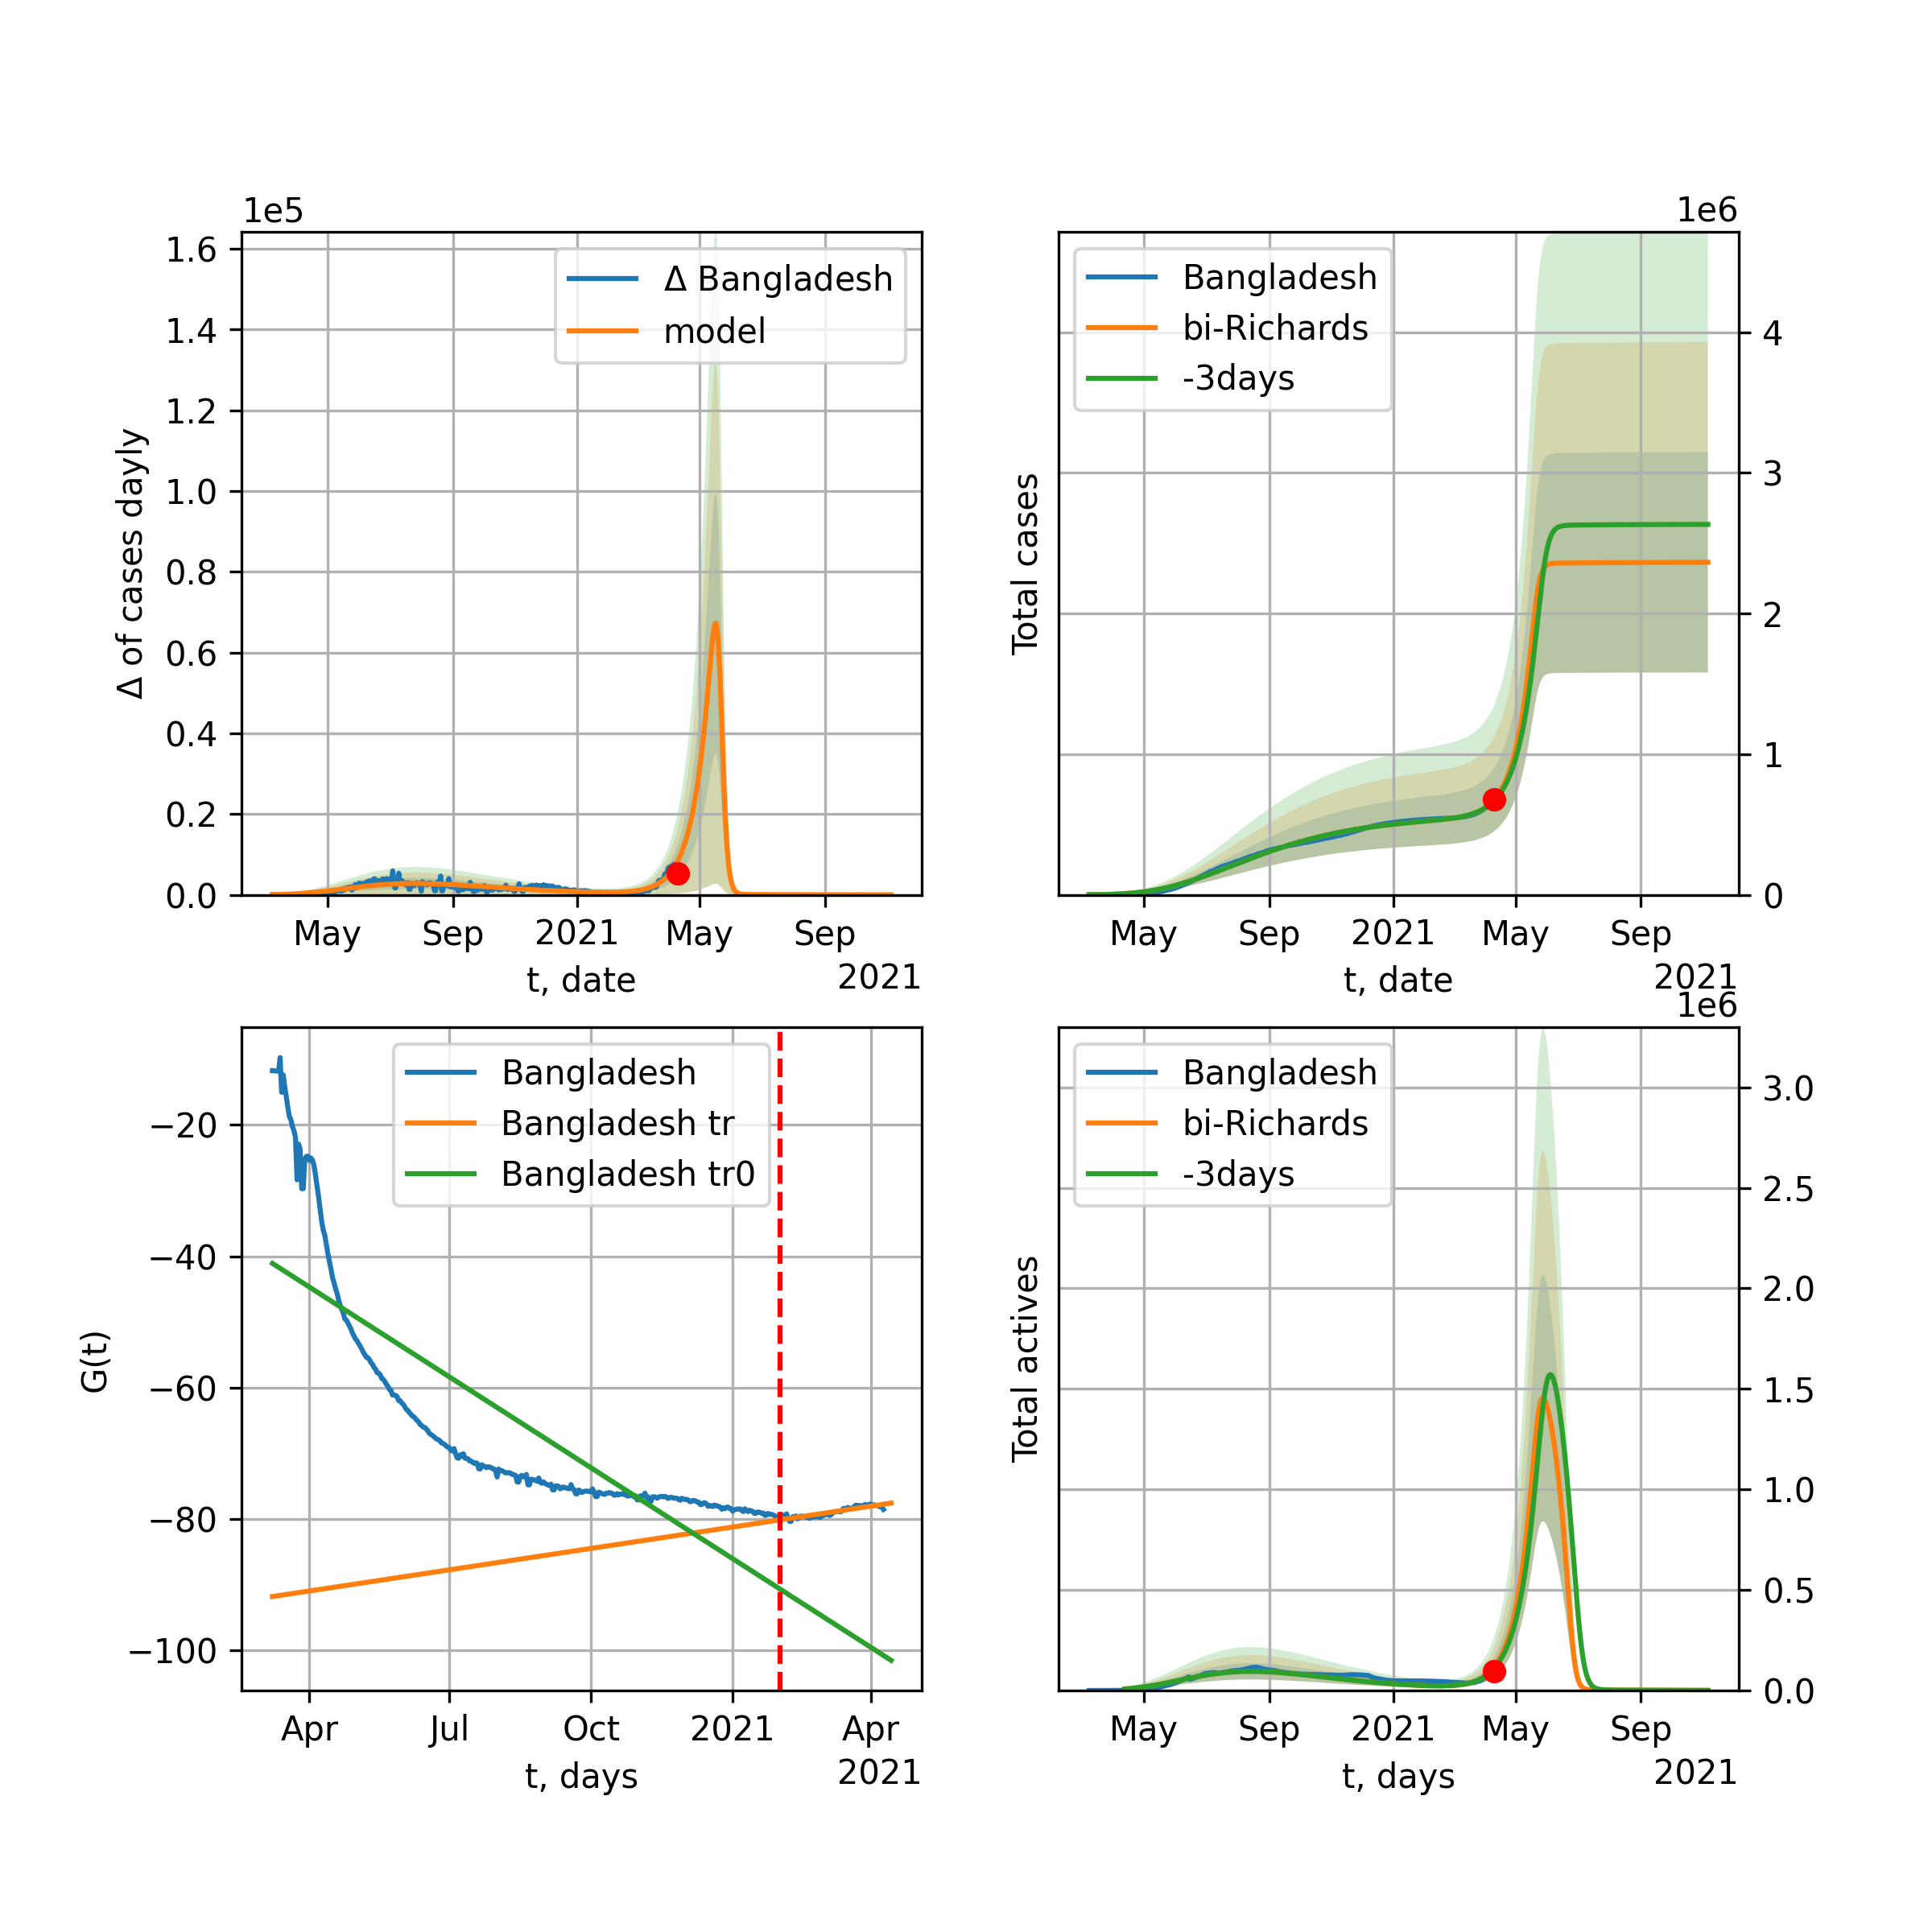 1e5
1.6
1.4
1.2
1.0
0.8
0.6
0.4
0.2
0.0
Δ of cases dayly
Δ Bangladesh
model
May Sep 2021 May Sep
t, date
2021
1e6
Total cases
Bangladesh
bi-Richards
-3days
4
3
2
1
0
May Sep 2021 May Sep
t, date
2021
G(t)
−20
−40
−60
−80
−100
Bangladesh
Bangladesh tr
Bangladesh tr0
Apr Jul Oct 2021 Apr
t, days
2021
1e6
Total actives
Bangladesh
bi-Richards
-3days
3.0
2.5
2.0
1.5
1.0
0.5
0.0
May Sep 2021 May Sep
t, days
2021